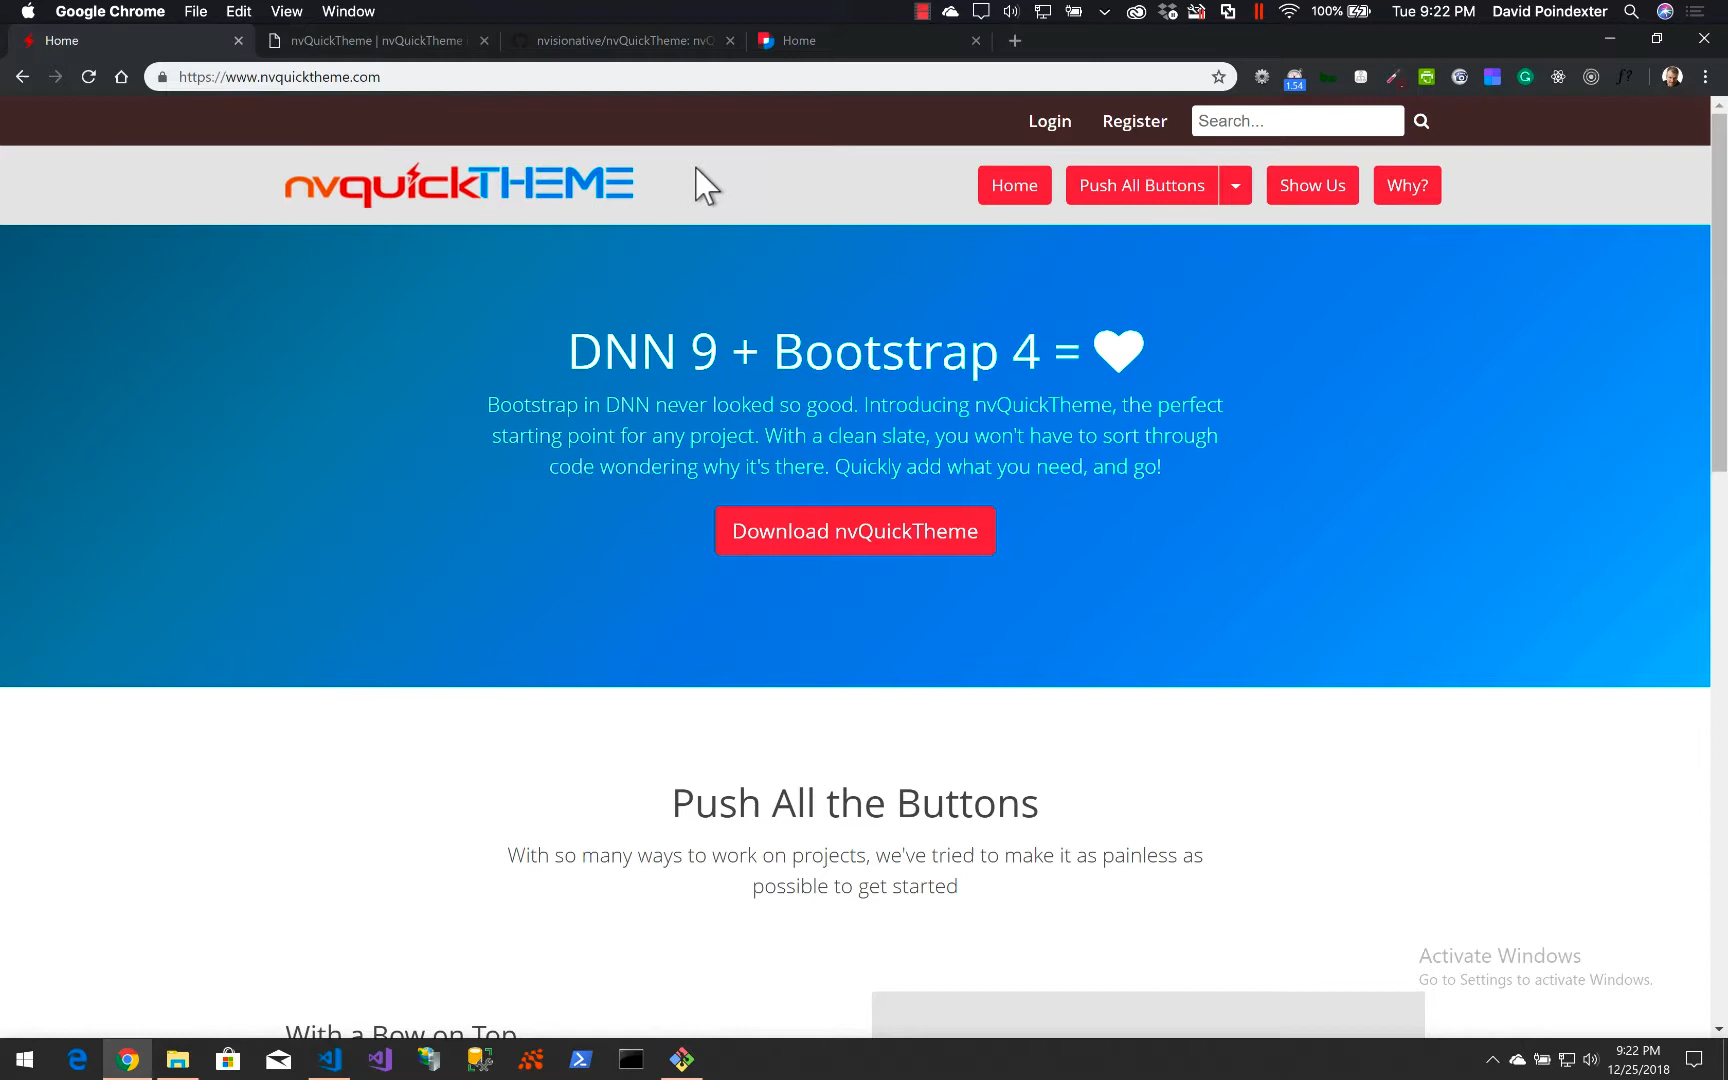 Google Chrome File Edit View Window 100% Tue 9:22 PM David Poindexter
Home nvQuickTheme | nvQuickTheme nvisionative/nvQuickTheme: nvQ Home
https://www.nvquicktheme.com
1.54
f?
Login Register Search...
nvquickTHEME Home Push All Buttons Show Us Why?
DNN 9 + Bootstrap 4 =
Bootstrap in DNN never looked so good. Introducing nvQuickTheme, the perfect
starting point for any project. With a clean slate, you won't have to sort through
code wondering why it's there. Quickly add what you need, and go!
Download nvQuickTheme
Push All the Buttons
With so many ways to work on projects, we've tried to make it as painless as
possible to get started
Activate Windows
Go to Settings to activate Windows.
With a Bow on Top
9:22 PM
12/25/2018